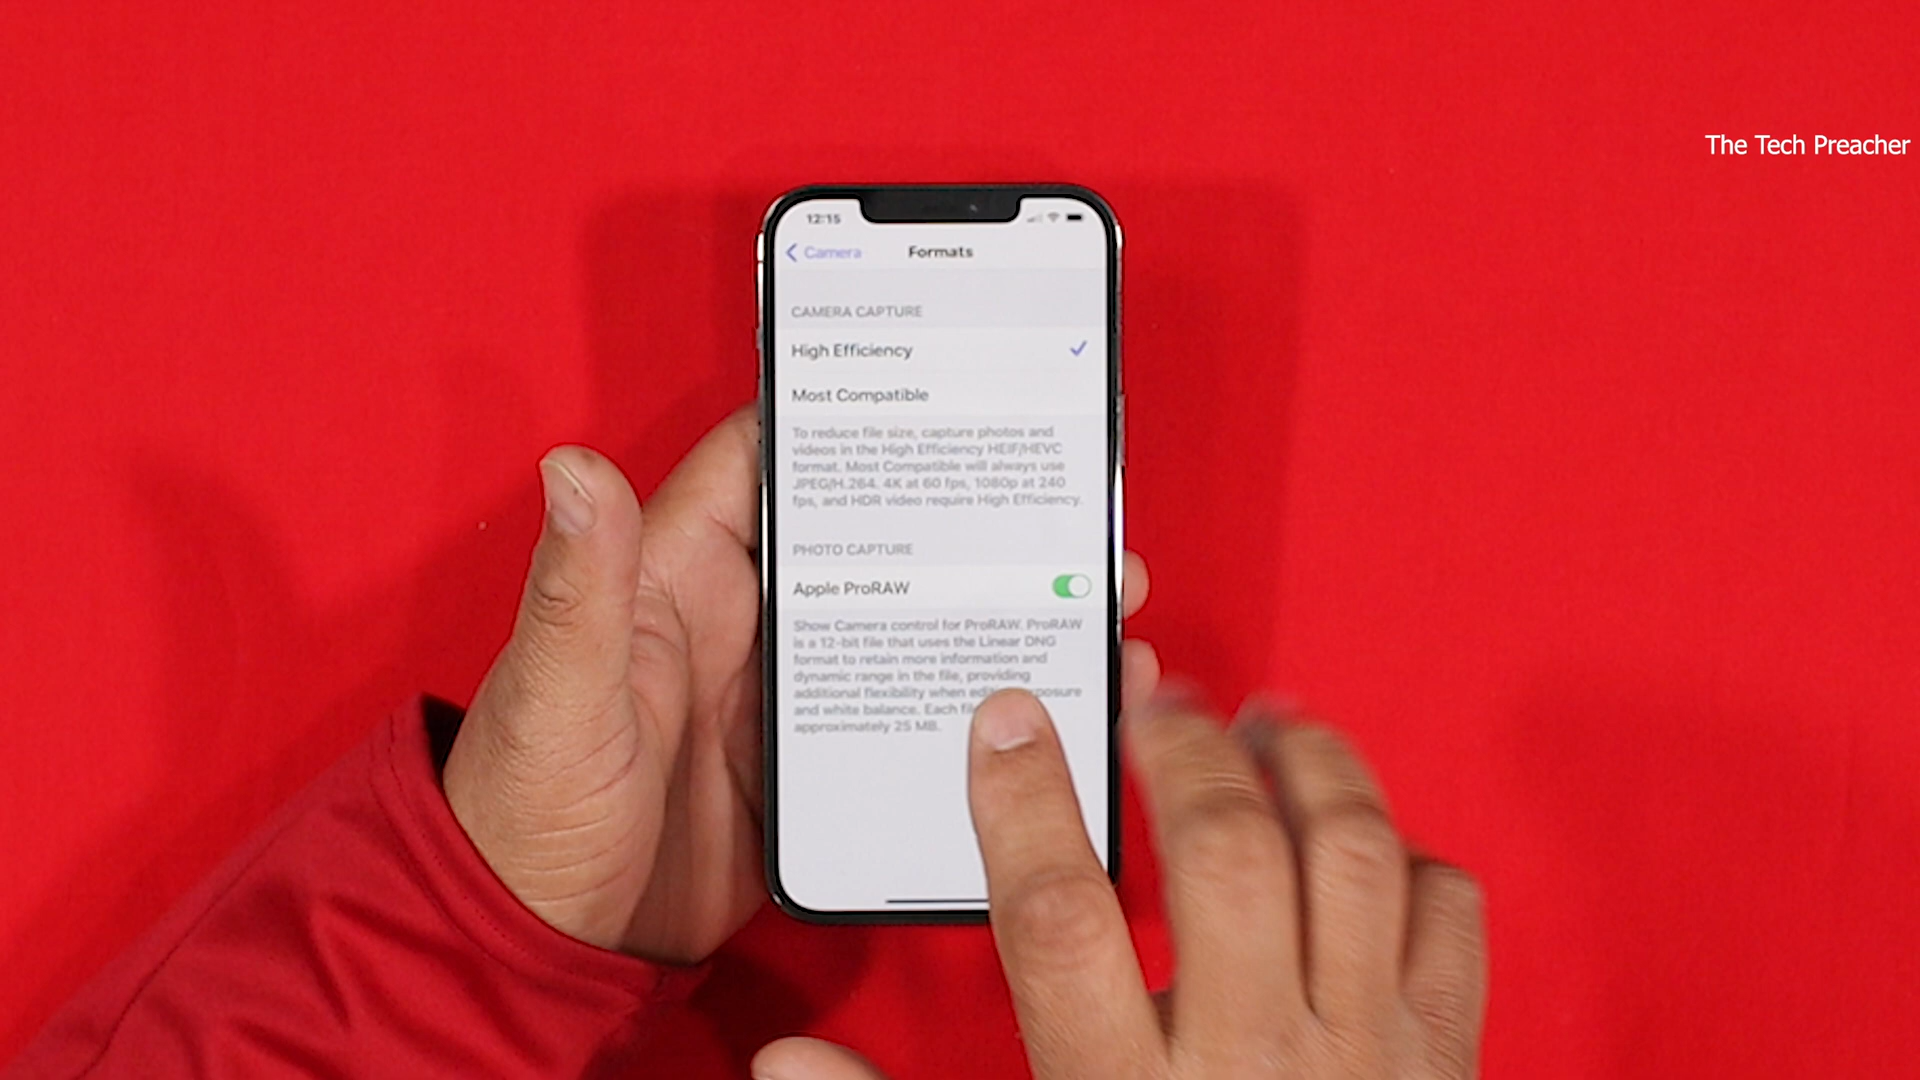 The Tech Preacher
12:15
Camera
Formats
CAMERA CAPTURE
High Efficiency
Most Compatible
To reduce file size, capture photos and
videos in the High Efficiency HEIF/HEVC
format. Most Compatible will always use
JPEG/H.264. 4K at 60 fps, 1080p at 240
fps, and HDR video require High Efficiency.
PHOTO CAPTURE
Apple ProRAW
Show Camera control for ProRAW. ProRAW
is a 12-bit file that uses the Linear DNG
format to retain more information and
dynamic range in the file, providing
additional flexibility when
and white balance. Each
approximately 25 MB.